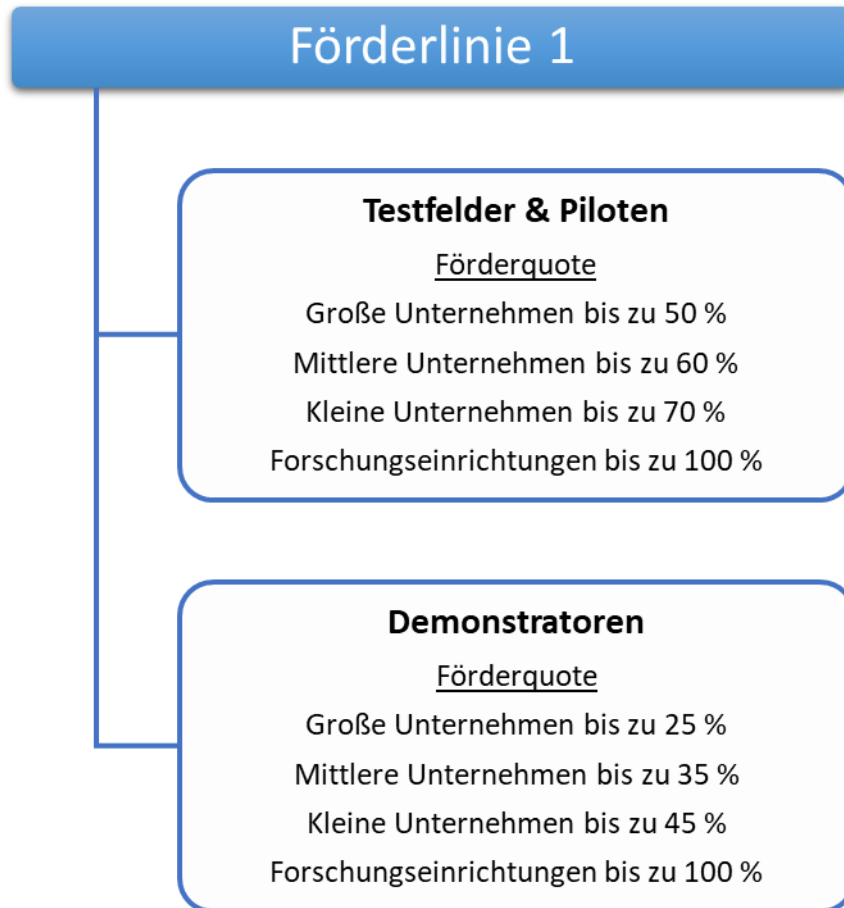 Förderlinie 1
Testfelder & Piloten
Förderquote
Große Unternehmen bis zu 50 %
Mittlere Unternehmen bis zu 60 %
Kleine Unternehmen bis zu 70 %
Forschungseinrichtungen bis zu 100 %
Demonstratoren
Förderquote
Große Unternehmen bis zu 25 %
Mittlere Unternehmen bis zu 35 %
Kleine Unternehmen bis zu 45 %
Forschungseinrichtungen bis zu 100 %